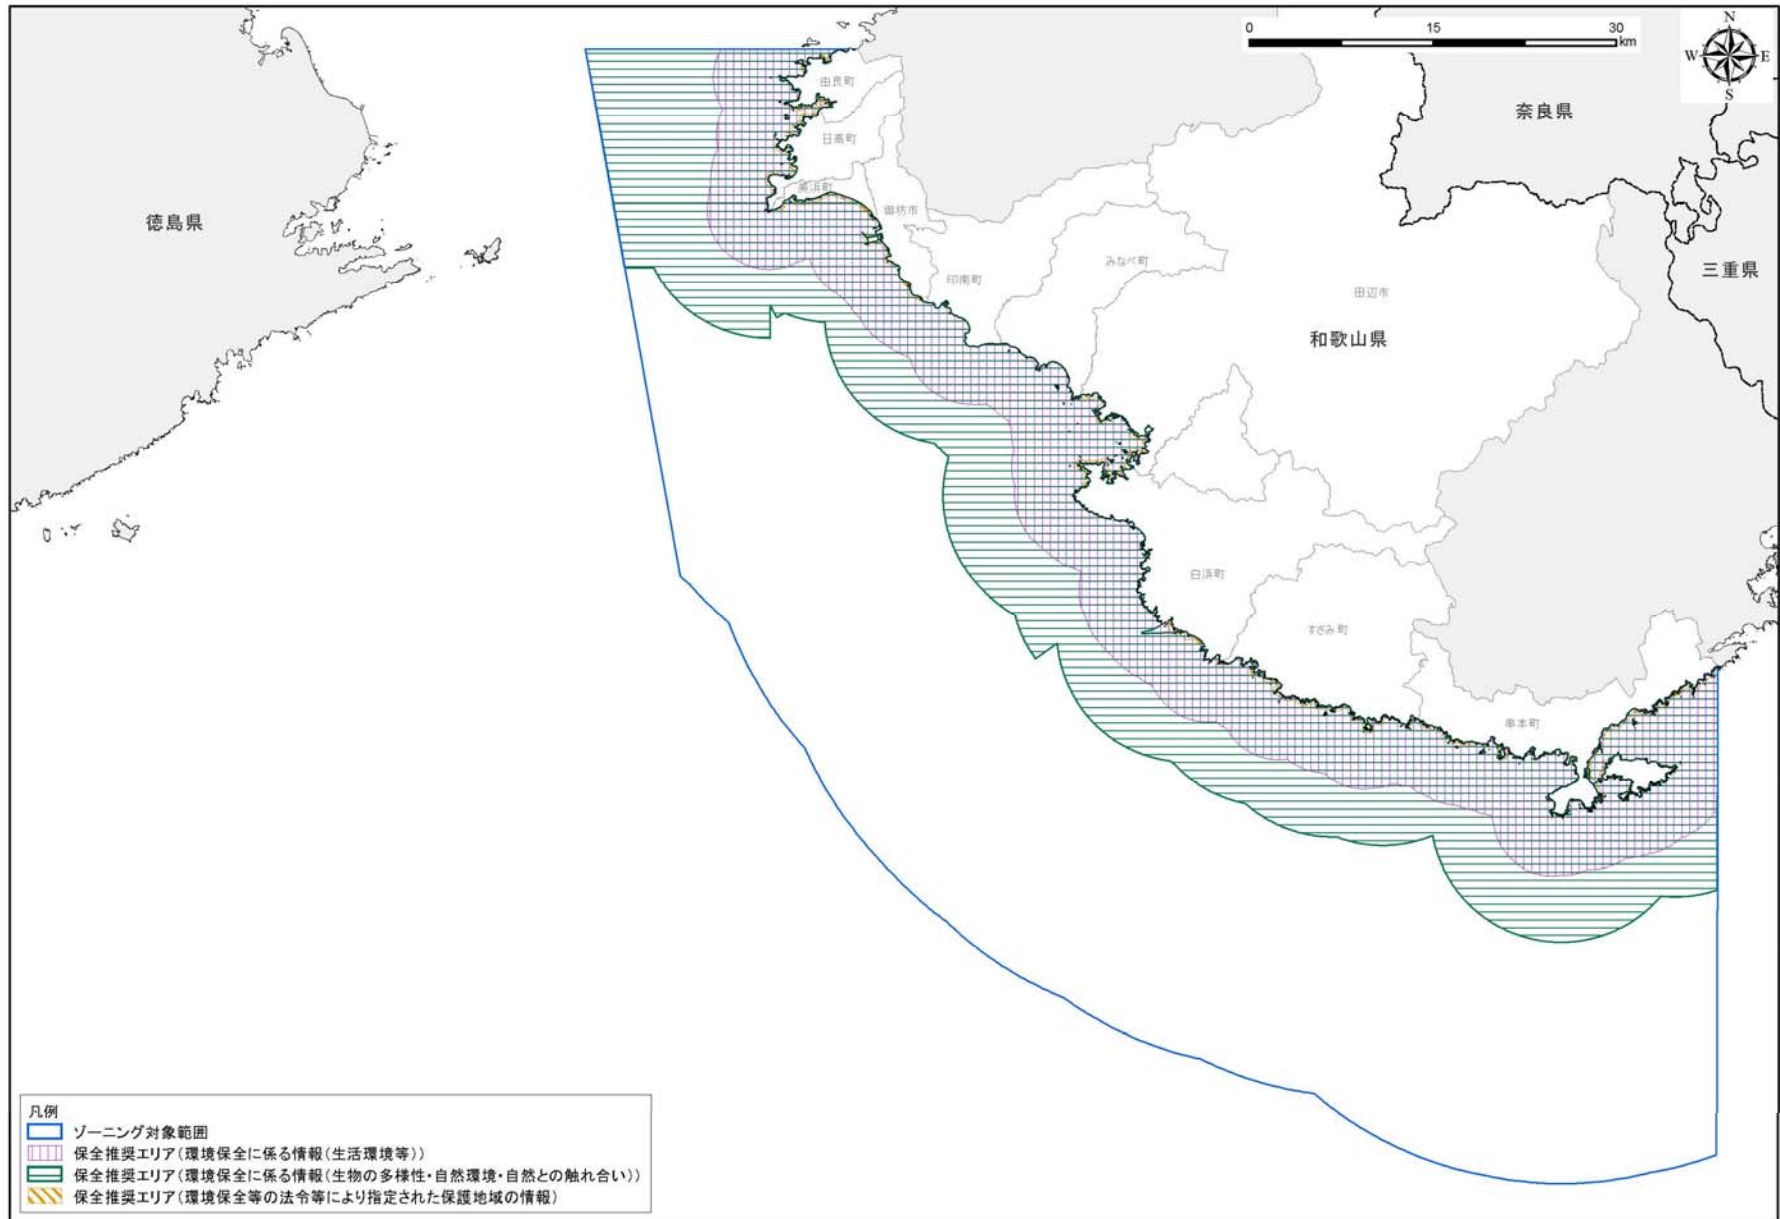 0 15 30
km
N
W E
S
奈良県
三重県
徳島県
和歌山県
由良町
日高町
美浜町
御坊市
印南町
みなべ町
田辺市
白浜町
すさみ町
串本町
凡例
ゾーニング対象範囲
保全推奨エリア(環境保全に係る情報(生活環境等))
保全推奨エリア(環境保全に係る情報(生物の多様性・自然環境・自然との触れ合い))
保全推奨エリア(環境保全等の法令等により指定された保護地域の情報)